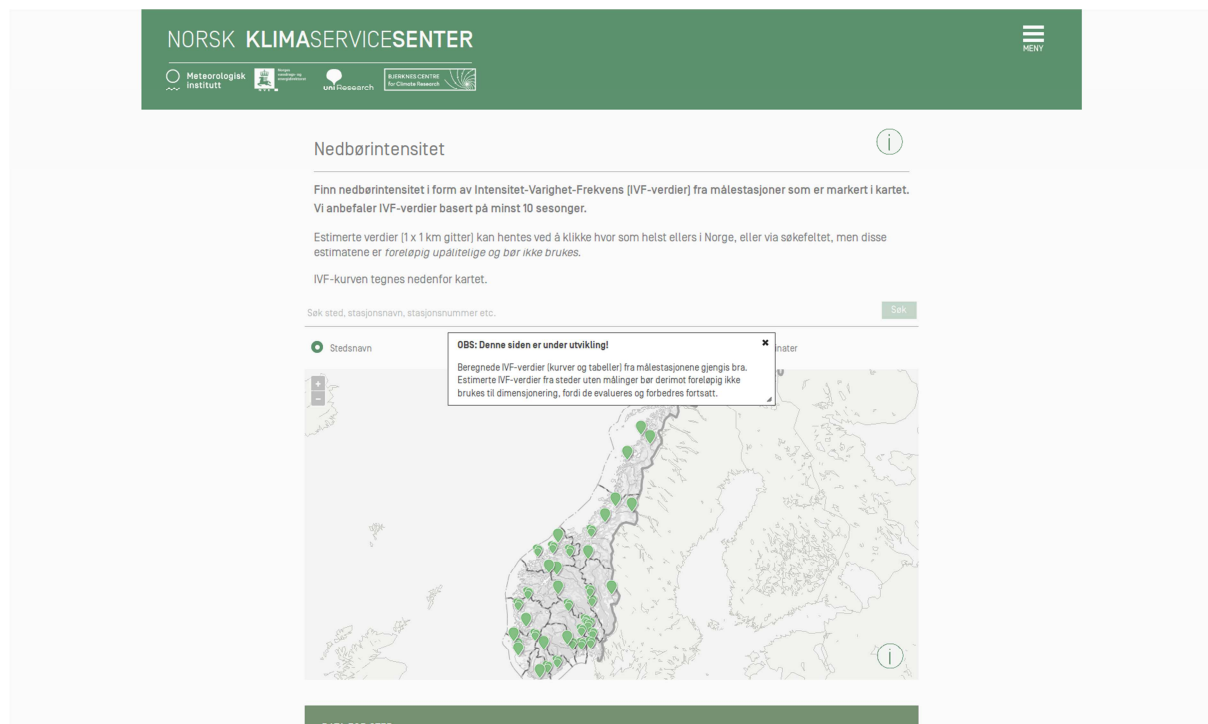 NORSK KLIMASERVICESENTER
MENY
Meteorologisk
institutt
uni Research
BJERKNES CENTRE
for Climate Research
Nedbørintensitet
i
Finn nedbørintensitet i form av Intensitet-Varighet-Frekvens (IVF-verdier) fra målestasjoner som er markert i kartet.
Vi anbefaler IVF-verdier basert på minst 10 sesonger.
Estimerte verdier (1 x 1 km gitter) kan hentes ved å klikke hvor som helst ellers i Norge, eller via søkefeltet, men disse
estimatene er foreløpig upålitelige og bør ikke brukes.
IVF-kurven tegnes nedenfor kartet.
Søk sted, stasjonsnavn, stasjonsnummer etc.
Søk
Stedsnavn
OBS: Denne siden er under utvikling!
Beregnede IVF-verdier (kurver og tabeller) fra målestasjonene gjengis bra.
Estimerte IVF-verdier fra steder uten målinger bør derimot foreløpig ikke
brukes til dimensjonering, fordi de evalueres og forbedres fortsatt.
nater
+
−
i